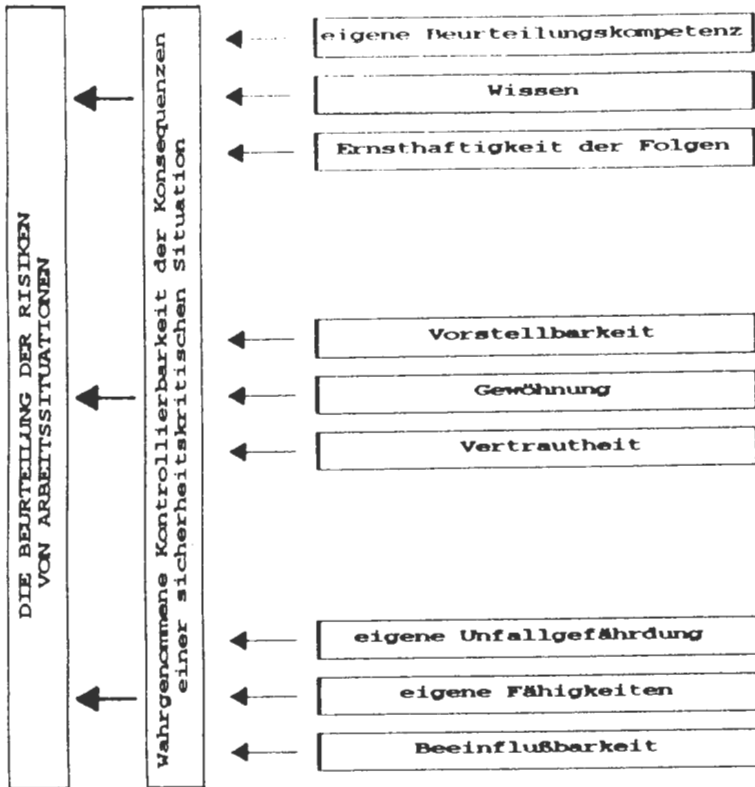 DIE BEURTEILUNG DER RISIKEN
VON ARBEITSSITUATIONEN
Wahrgenommene Kontrollierbarkeit der Konsequenzen
einer sicherheitskritischen Situation
eigene Beurteilungskompetenz
Wissen
Ernsthaftigkeit der Folgen
Vorstellbarkeit
Gewöhnung
Vertrautheit
eigene Unfallgefährdung
eigene Fähigkeiten
Beeinflußbarkeit